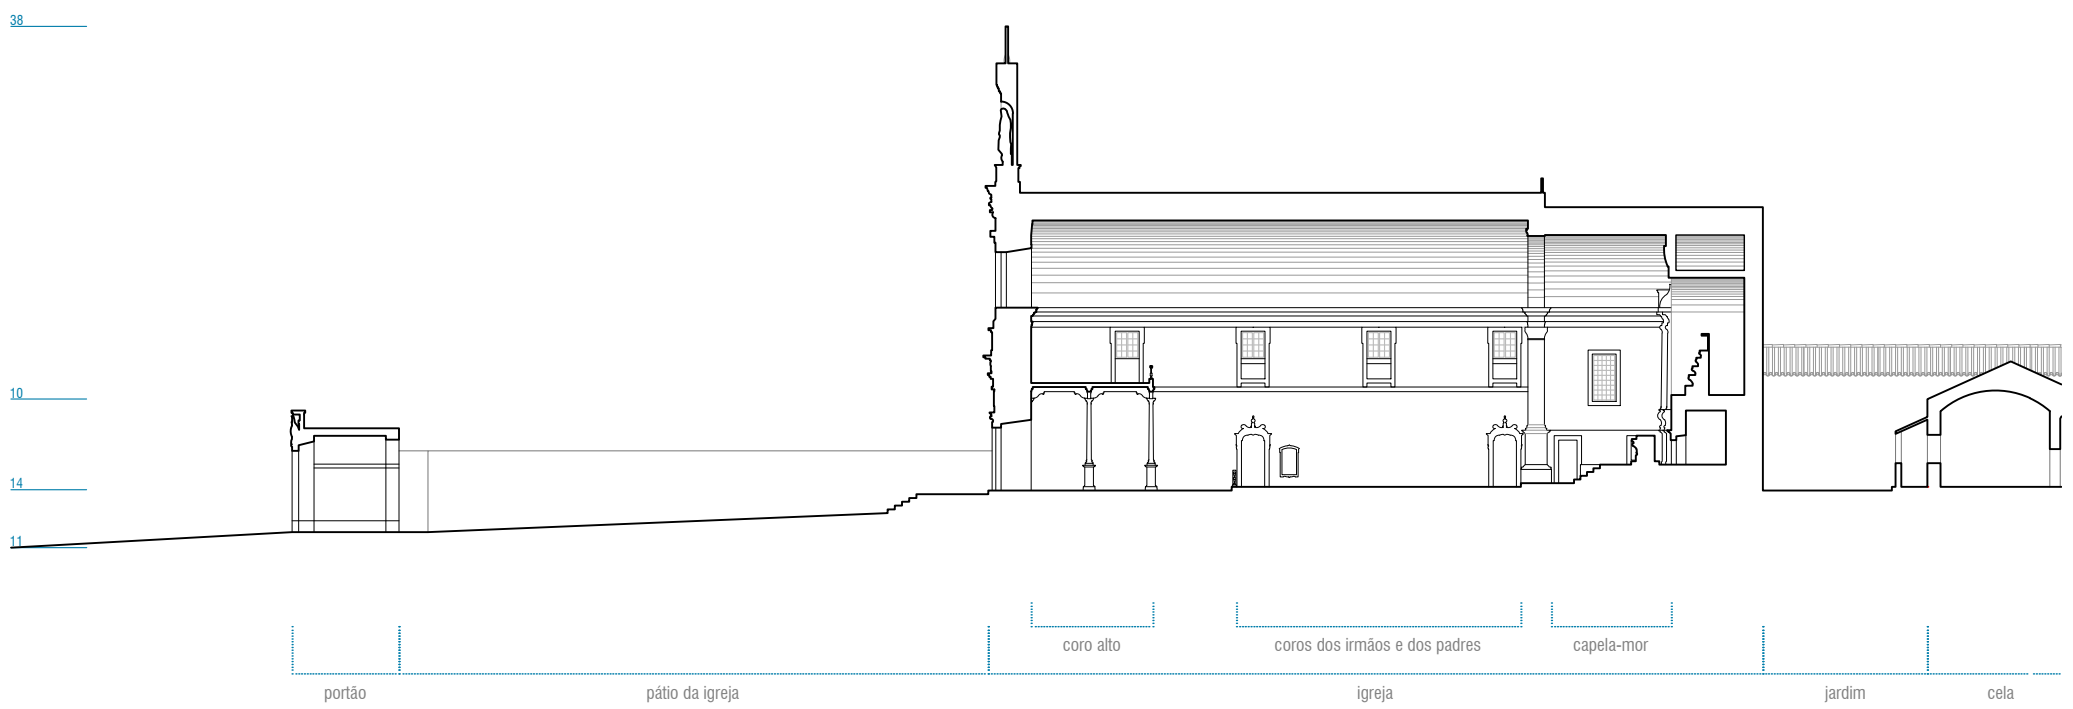 38
10
14
11
coro alto
coros dos irmãos e dos padres
capela-mor
portão
pátio da igreja
igreja
jardim
cela